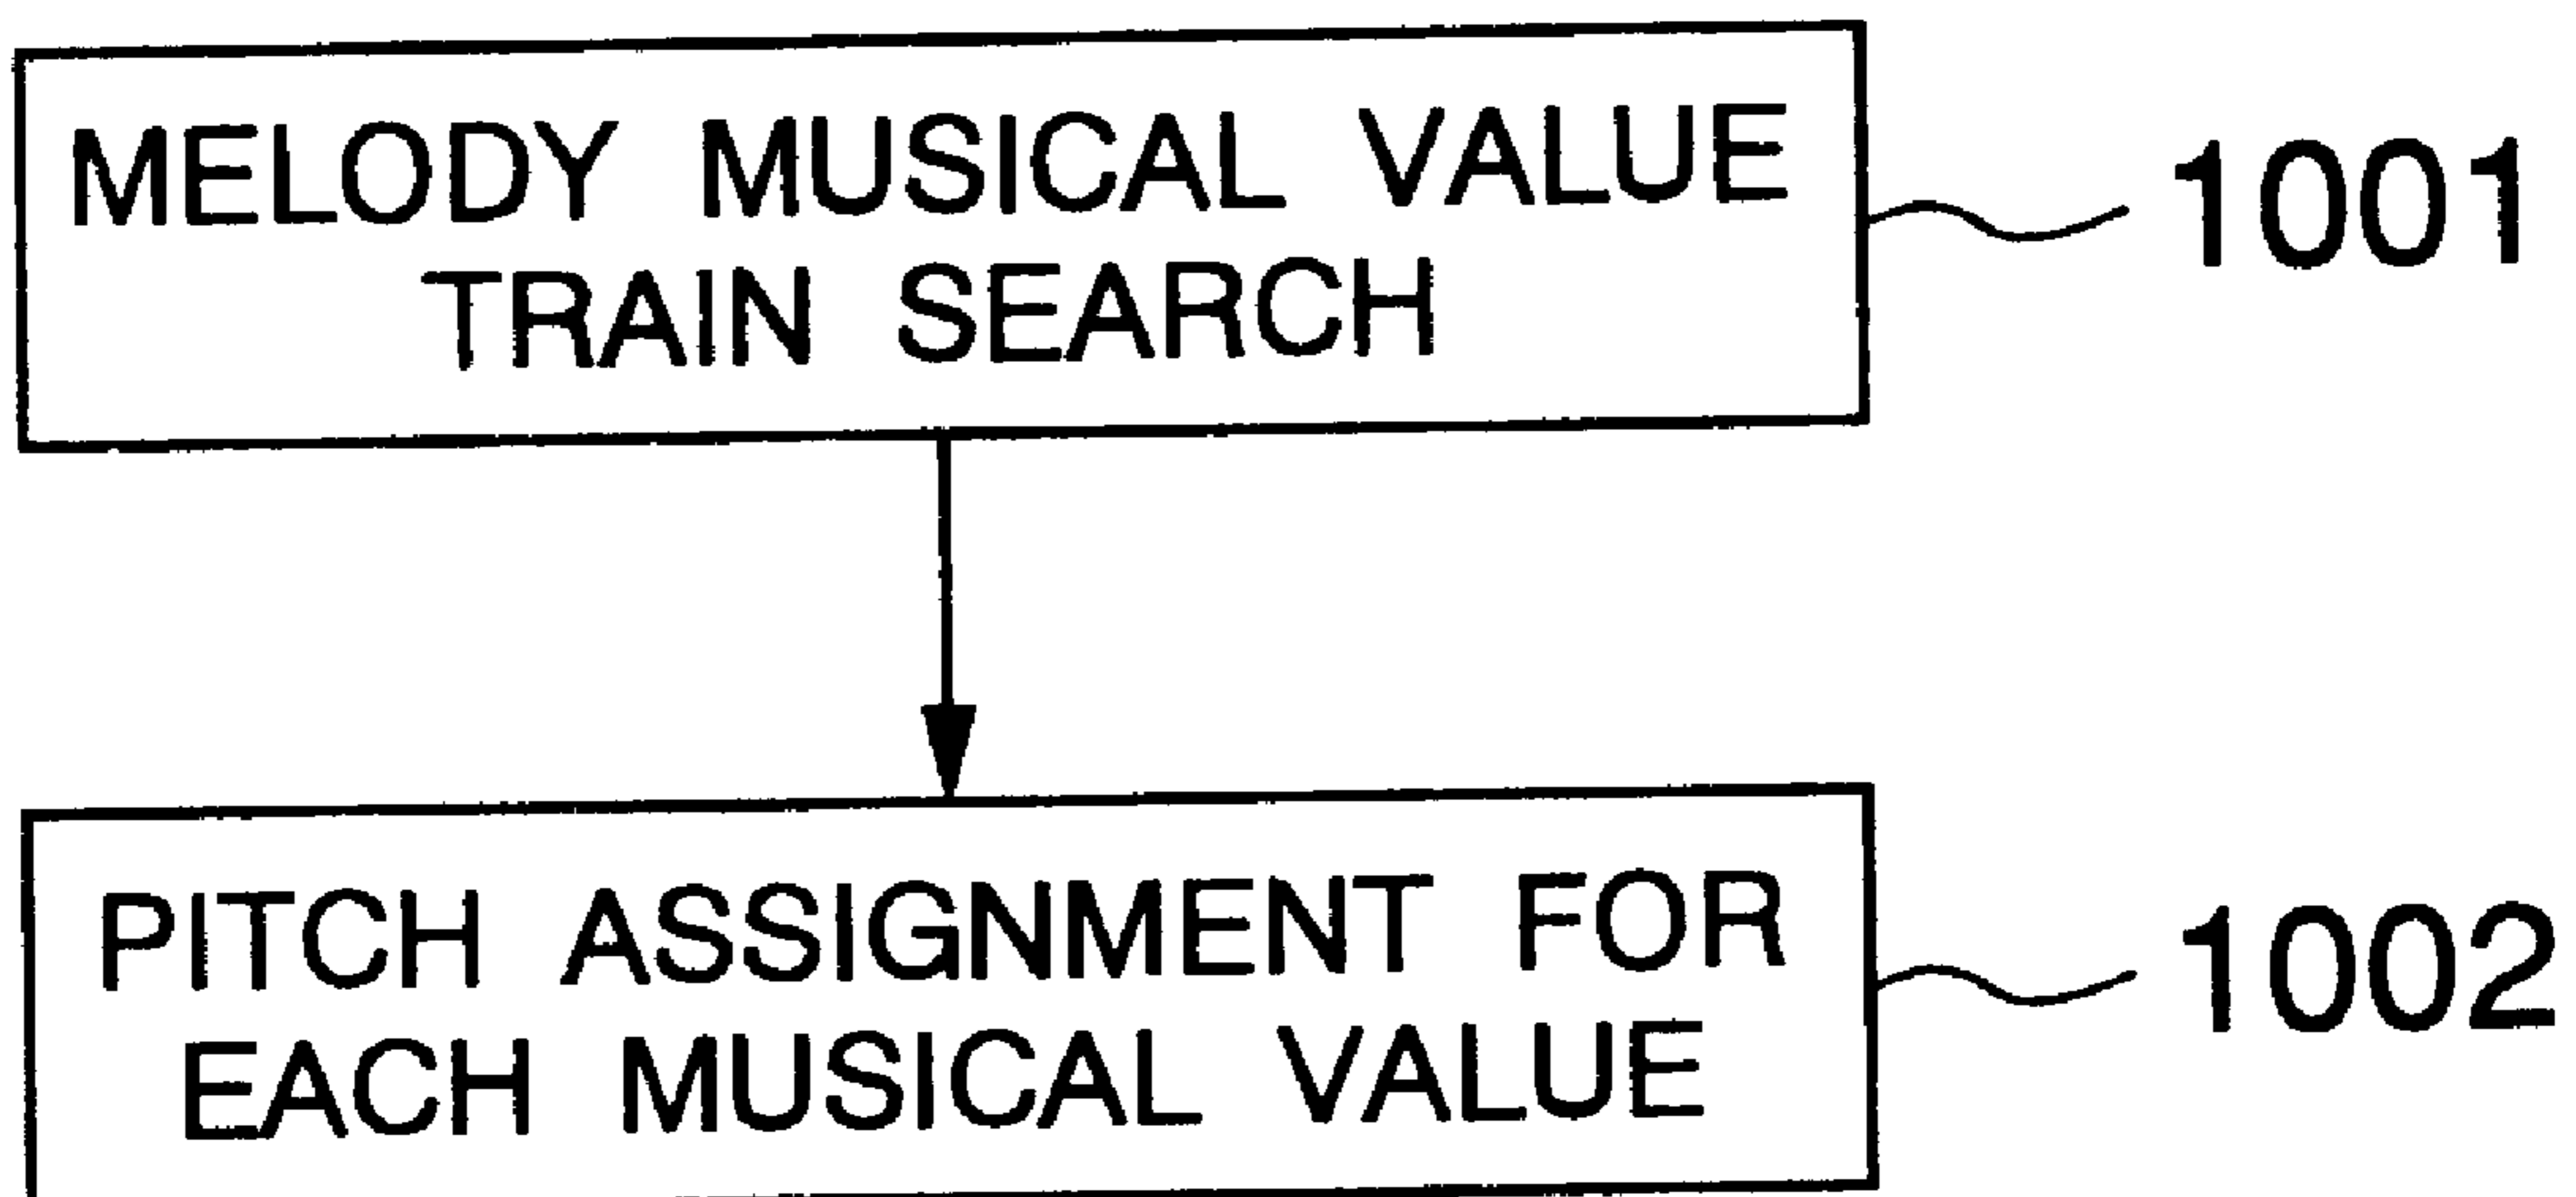 MELODY MUSICAL VALUE
TRAIN SEARCH
1001
PITCH ASSIGNMENT FOR
EACH MUSICAL VALUE
1002